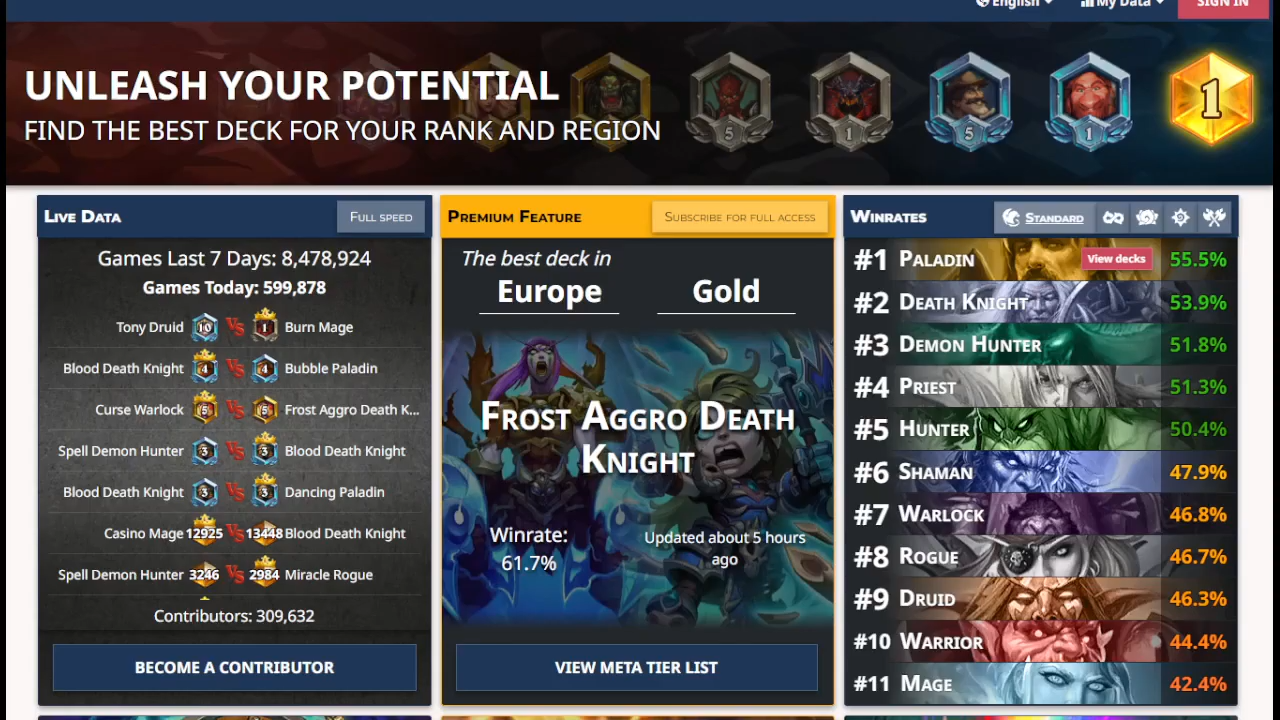 English
My Data
SIGN IN
UNLEASH YOUR POTENTIAL
FIND THE BEST DECK FOR YOUR RANK AND REGION
5
1
5
1
1
LIVE DATA
FULL SPEED
Games Last 7 Days: 8,478,924
Games Today: 599,878
Tony Druid 10 VS 1 Burn Mage
Blood Death Knight 4 VS 4 Bubble Paladin
Curse Warlock 5 VS 5 Frost Aggro Death K...
Spell Demon Hunter 3 VS 3 Blood Death Knight
Blood Death Knight 3 VS 3 Dancing Paladin
Casino Mage 12925 VS 13448 Blood Death Knight
Spell Demon Hunter 3246 VS 2984 Miracle Rogue
Contributors: 309,632
BECOME A CONTRIBUTOR
PREMIUM FEATURE
SUBSCRIBE FOR FULL ACCESS
The best deck in
Europe
Gold
FROST AGGRO DEATH
KNIGHT
Winrate:
61.7%
Updated about 5 hours
ago
VIEW META TIER LIST
WINRATES
STANDARD
#1 PALADIN View decks 55.5%
#2 DEATH KNIGHT 53.9%
#3 DEMON HUNTER 51.8%
#4 PRIEST 51.3%
#5 HUNTER 50.4%
#6 SHAMAN 47.9%
#7 WARLOCK 46.8%
#8 ROGUE 46.7%
#9 DRUID 46.3%
#10 WARRIOR 44.4%
#11 MAGE 42.4%